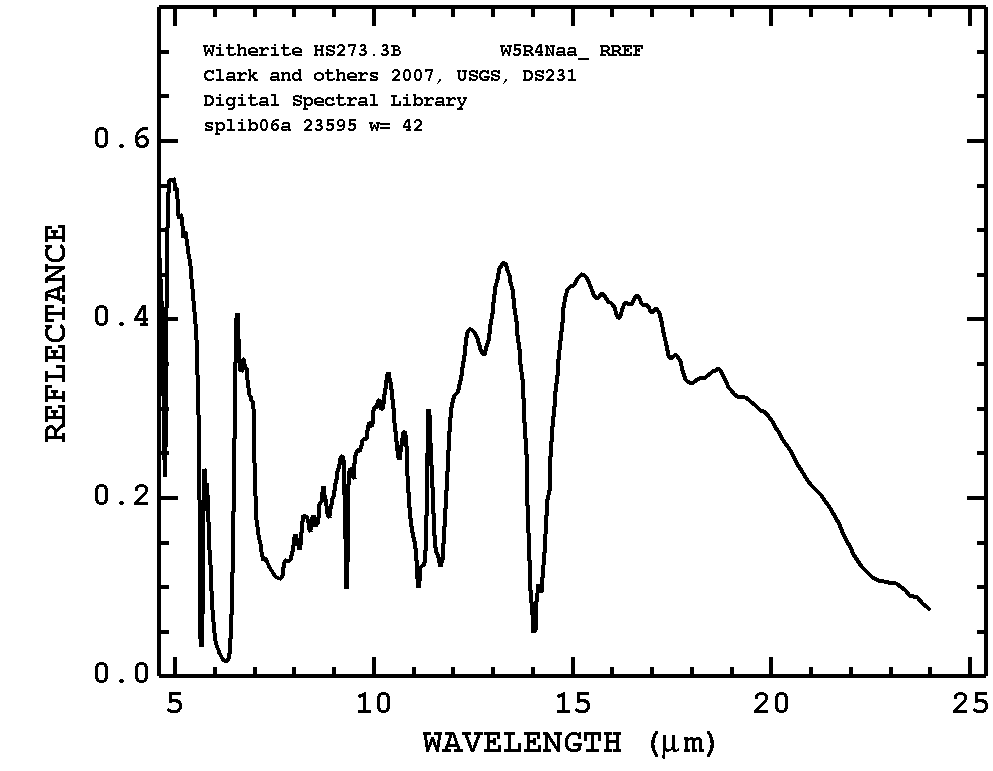 Witherite HS273.3B W5R4Naa_ RREF
Clark and others 2007, USGS, DS231
Digital Spectral Library
splib06a 23595 w= 42
0.6
0.4
0.2
0.0
REFLECTANCE
5 10 15 20 25
WAVELENGTH (μm)